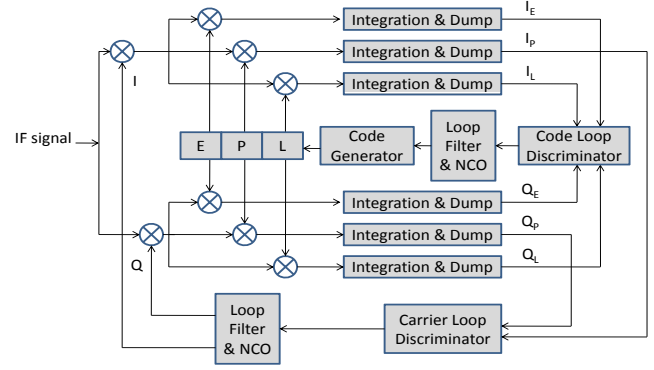 I_E
Integration & Dump
I_P
Integration & Dump
I
I_L
Integration & Dump
IF signal
E P L
Code
Generator
Loop
Filter
& NCO
Code Loop
Discriminator
Q_E
Integration & Dump
Q_P
Integration & Dump
Q
Q_L
Integration & Dump
Loop
Filter
& NCO
Carrier Loop
Discriminator